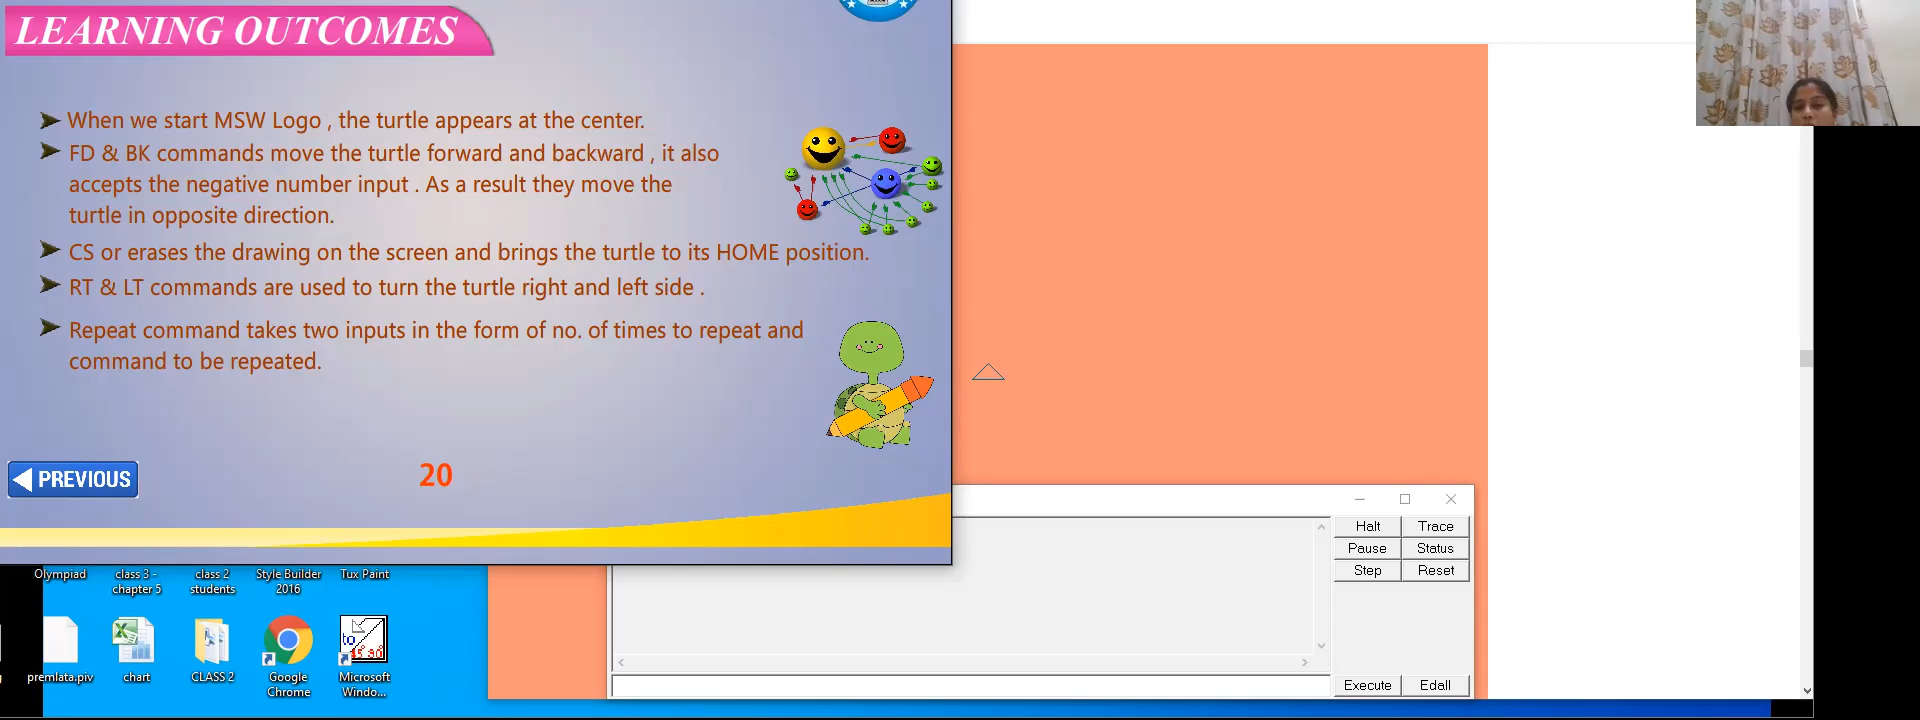 LEARNING OUTCOMES
When we start MSW Logo , the turtle appears at the center.
FD & BK commands move the turtle forward and backward , it also
accepts the negative number input . As a result they move the
turtle in opposite direction.
CS or erases the drawing on the screen and brings the turtle to its HOME position.
RT & LT commands are used to turn the turtle right and left side .
Repeat command takes two inputs in the form of no. of times to repeat and
command to be repeated.
PREVIOUS
20
Halt
Trace
Pause
Status
Step
Reset
Execute
Edall
Olympiad
class 3 -
chapter 5
class 2
students
Style Builder
2016
Tux Paint
premlata.piv
chart
CLASS 2
Google
Chrome
Microsoft
Windo...